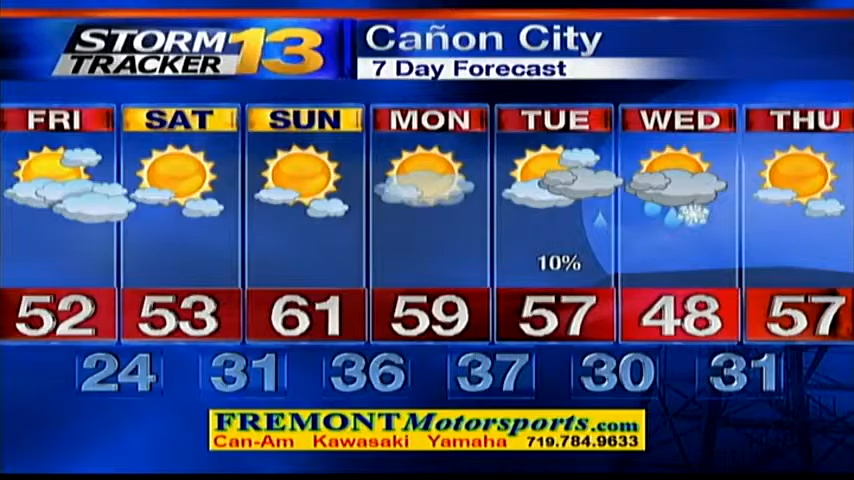 STORM 13
TRACKER
Cañon City
7 Day Forecast
FRI SAT SUN MON TUE WED THU
10%
52 53 61 59 57 48 57
24 31 36 37 30 31
FREMONTMotorsports.com
Can-Am Kawasaki Yamaha 719.784.9633